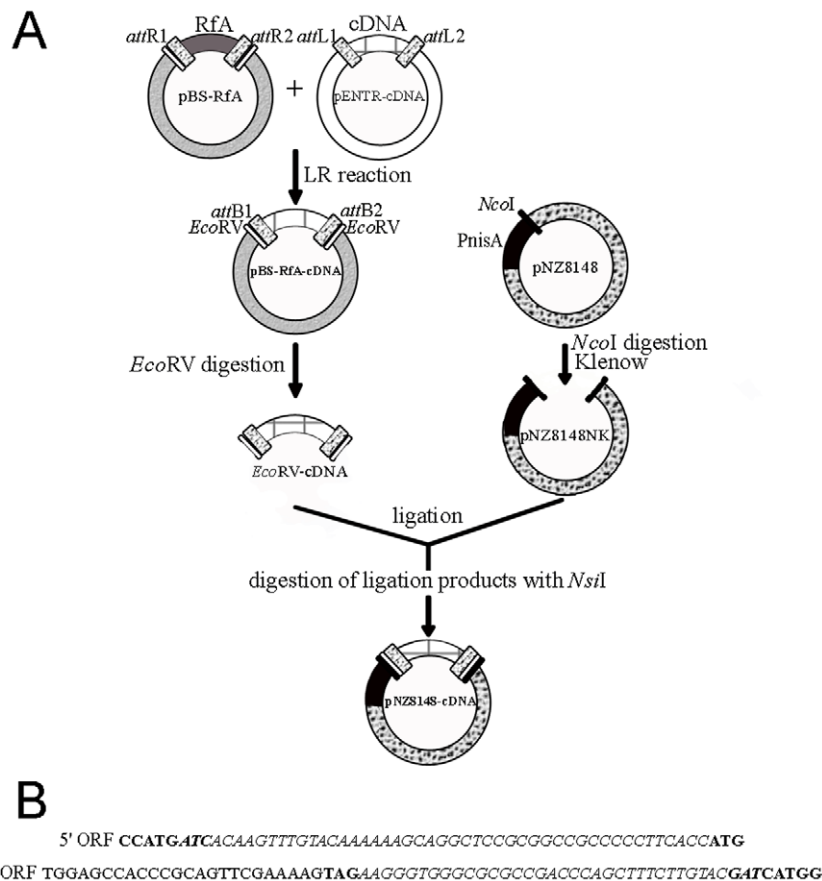 A
RfA
cDNA
attR1
attR2
attL1
attL2
pBS-RfA
+
pENTR-cDNA
LR reaction
attB1
EcoRV
attB2
EcoRV
pBS-RfA-cDNA
NcoI
PnisA
pNZ8148
EcoRV digestion
NcoI digestion
Klenow
EcoRV-cDNA
pNZ8148NK
ligation
digestion of ligation products with NsiI
pNZ8148-cDNA
B
5' ORF CCATGATCACAAGTTTGTACAAAAAAGCAGGCTCCGCGGCCGCCCCCTTCACCATG
ORF TGGAGCCACCCGCAGTTCGAAAAGTAGAAGGGTGGGCGCGCCGACCCAGCTTTCTTGTACGATCATGG